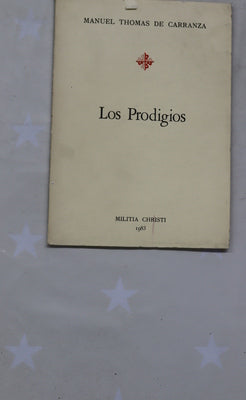 MANUEL THOMAS DE CARRANZA
Los Prodigios
MILITIA CHRISTI
1983